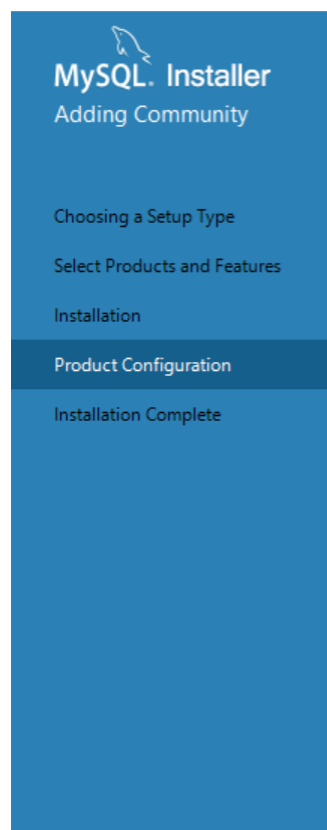 MySQL. Installer
Adding Community
Choosing a Setup Type
Select Products and Features
Installation
Product Configuration
Installation Complete